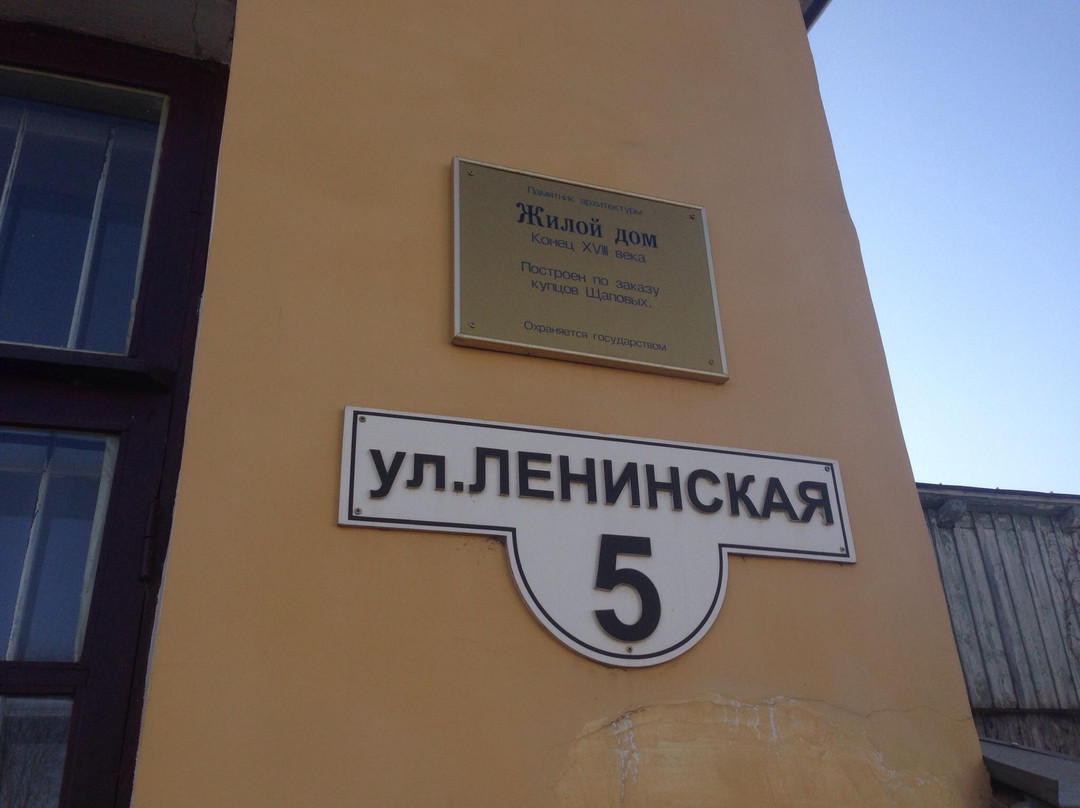 Памятник архитектуры
Жилой дом
Конец XVIII века
Построен по заказу
купцов Щаповых.
Охраняется государством
ул.ЛЕНИНСКАЯ
5